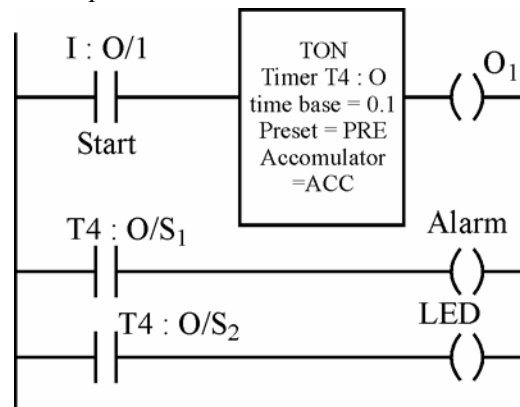 I : O/1
TON
Timer T4 : O
time base = 0.1
Preset = PRE
Accomulator
=ACC
O1
Start
T4 : O/S1
Alarm
T4 : O/S2
LED